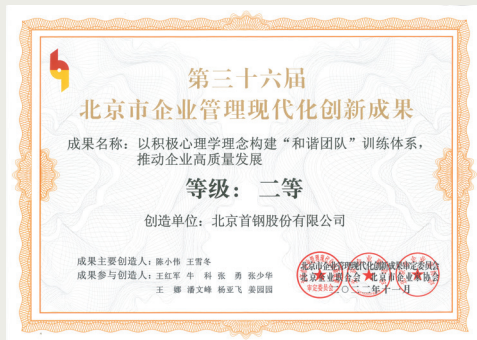 第三十六届
北京市企业管理现代化创新成果
成果名称：以积极心理学理念构建“和谐团队”训练体系，
推动企业高质量发展
等级：二等
创造单位：北京首钢股份有限公司
成果主要创造人：陈小伟 王雪冬
成果参与创造人：王红军 牛 科 张 勇 张少华
王 娜 潘文峰 杨亚飞 姜园园
北京市企业管理现代化创新成果审定委员会
北京企业联合会 北京市企业家协会
审定委员会
二〇二二年十一月